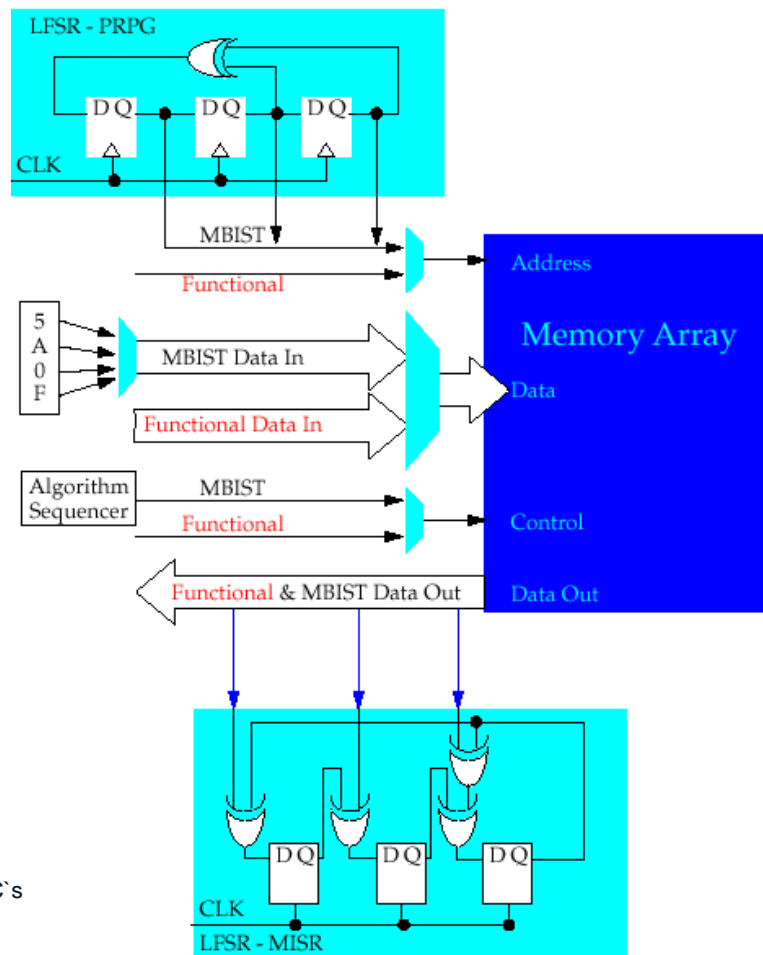 LFSR - PRPG
D Q
D Q
D Q
CLK
MBIST
Functional
Address
Memory Array
5
A
0
F
MBIST Data In
Data
Functional Data In
Algorithm
Sequencer
MBIST
Functional
Control
Functional & MBIST Data Out
Data Out
D Q
D Q
D Q
C`s
CLK
LFSR - MISR